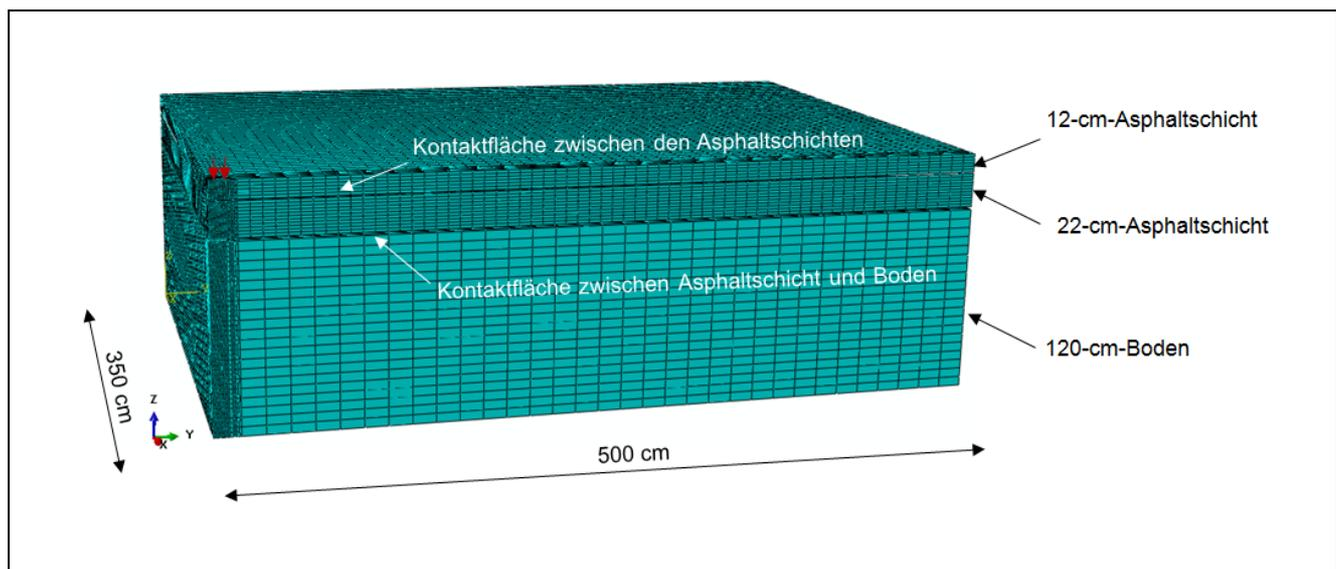 12-cm-Asphaltschicht
Kontaktfläche zwischen den Asphaltschichten
22-cm-Asphaltschicht
Kontaktfläche zwischen Asphaltschicht und Boden
120-cm-Boden
350 cm
Z
Y
X
500 cm